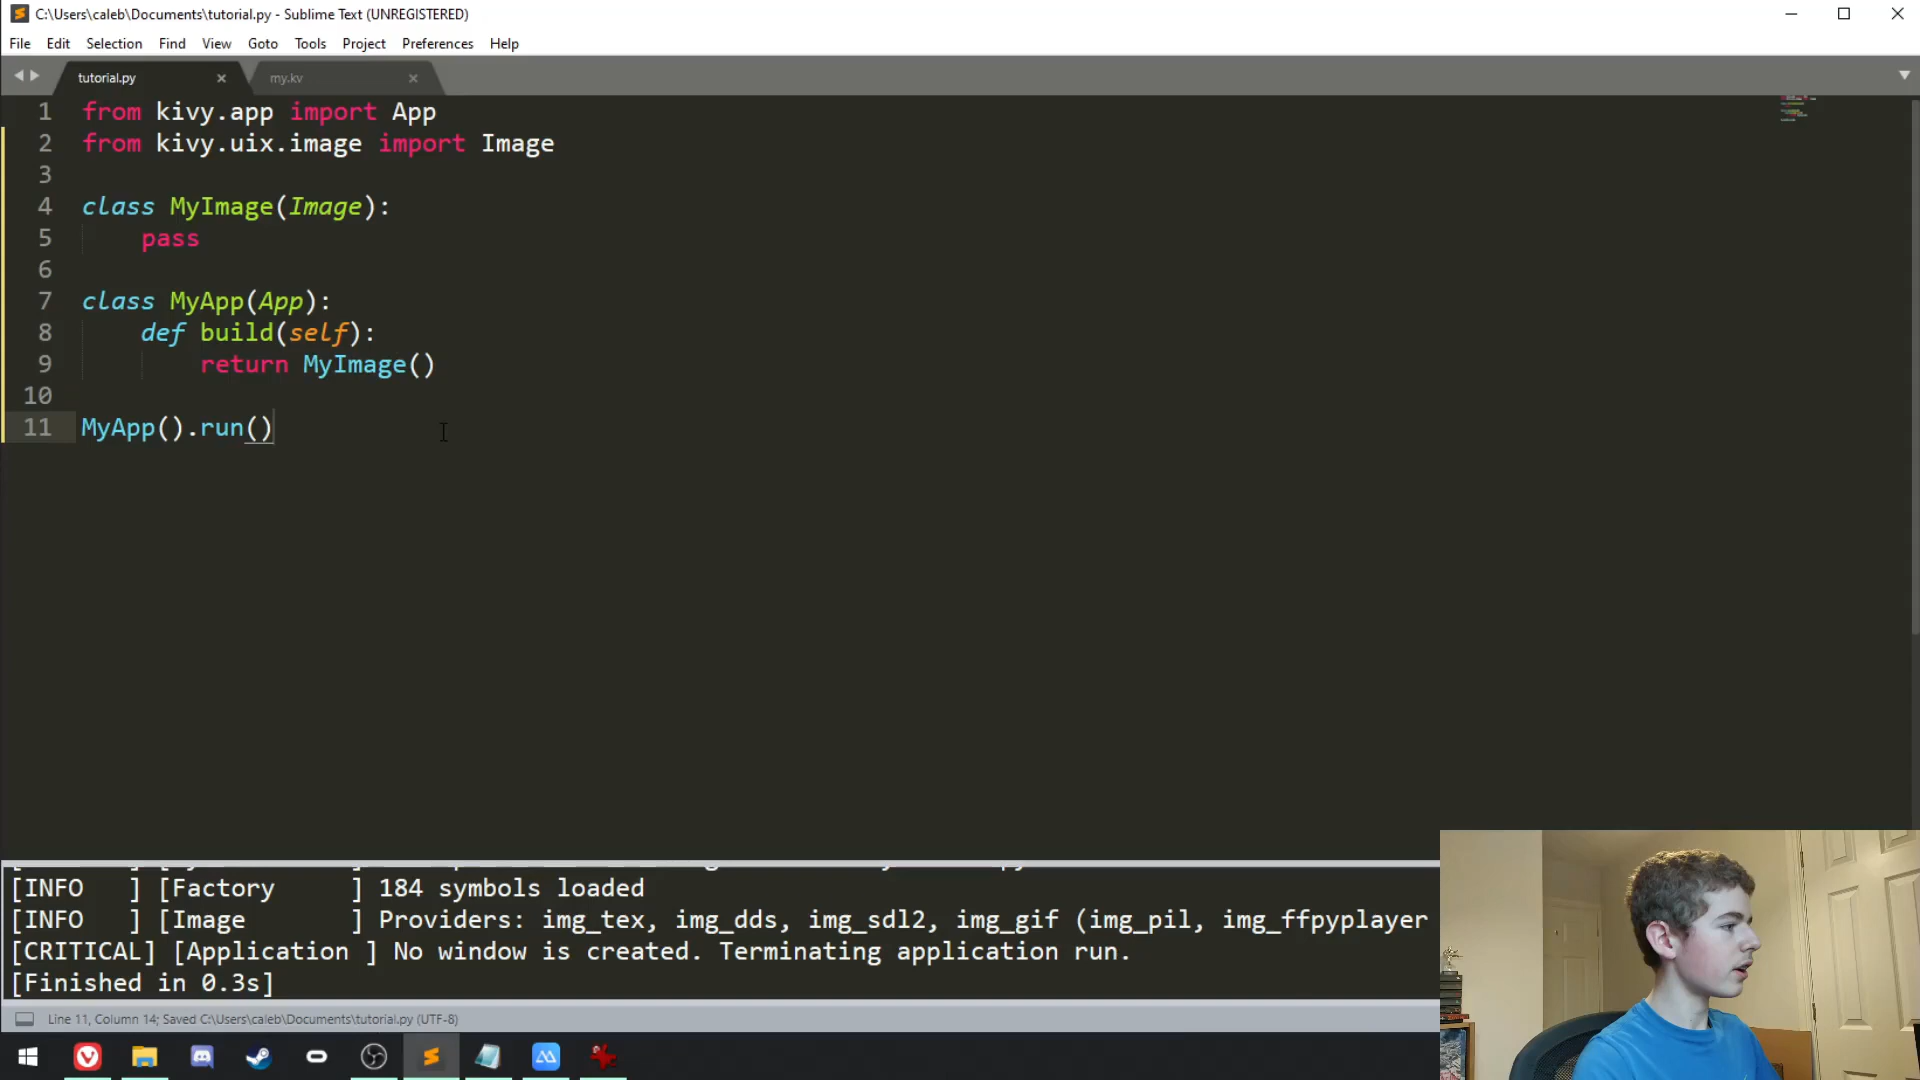 C:\Users\caleb\Documents\tutorial.py - Sublime Text (UNREGISTERED)
File Edit Selection Find View Goto Tools Project Preferences Help
tutorial.py my.kv
1 from kivy.app import App
2 from kivy.uix.image import Image
3
4 class MyImage(Image):
5 pass
6
7 class MyApp(App):
8 def build(self):
9 return MyImage()
10
11 MyApp().run()
[INFO ] [Factory ] 184 symbols loaded
[INFO ] [Image ] Providers: img_tex, img_dds, img_sdl2, img_gif (img_pil, img_ffpyplayer
[CRITICAL] [Application ] No window is created. Terminating application run.
[Finished in 0.3s]
Line 11, Column 14; Saved C:\Users\caleb\Documents\tutorial.py (UTF-8)